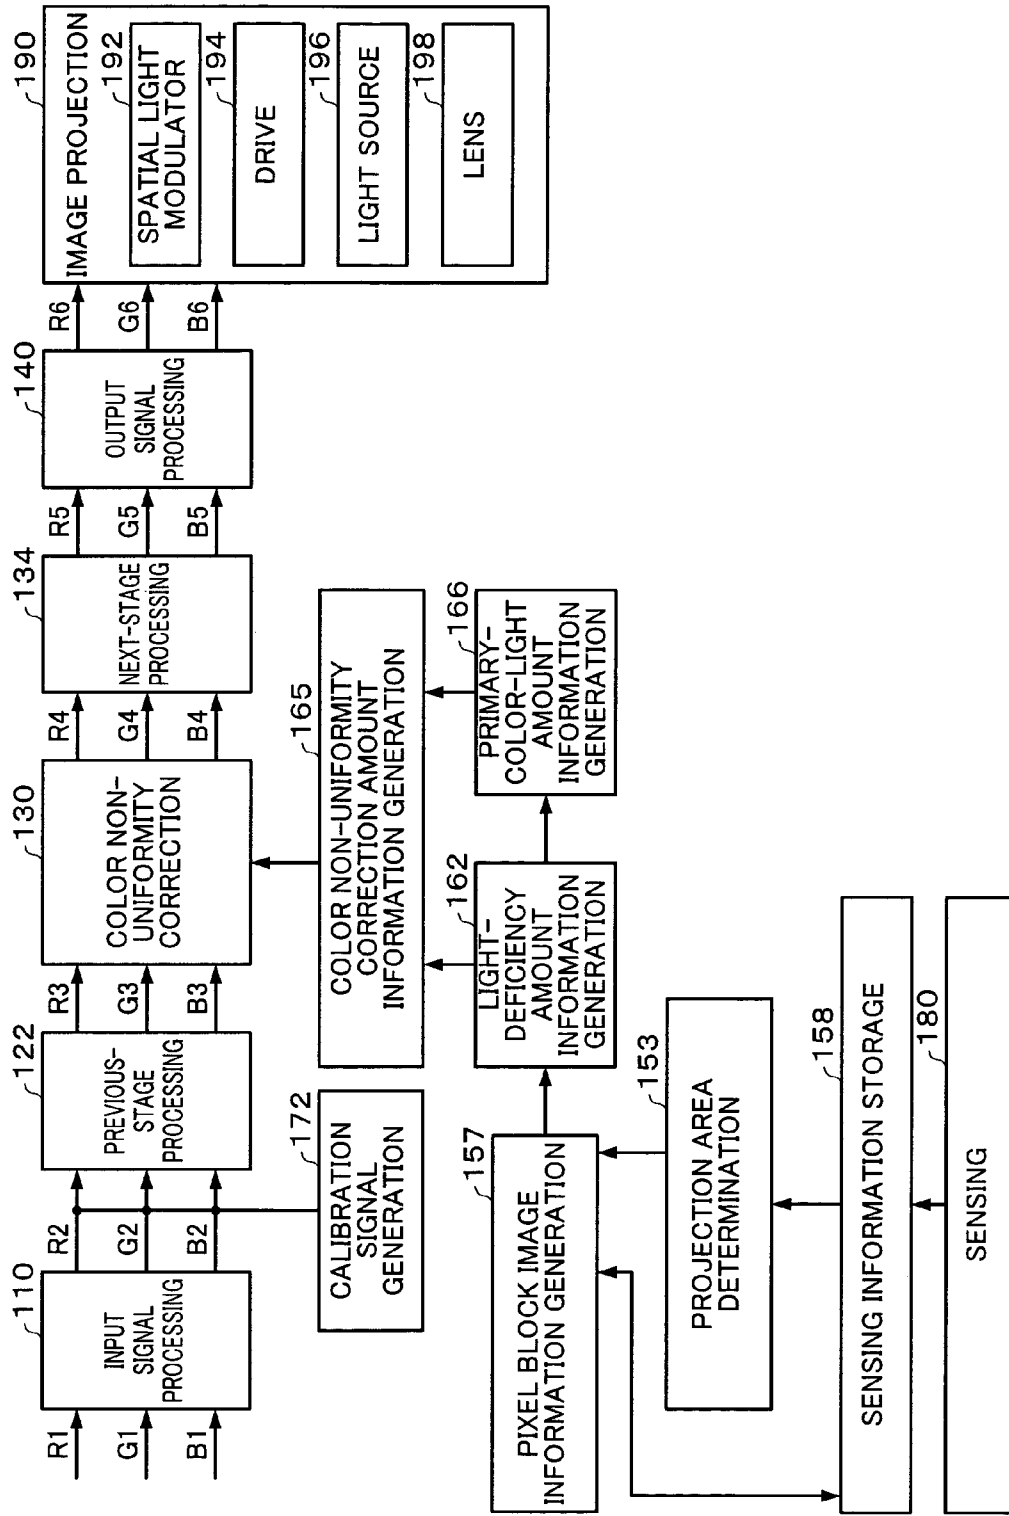 R1
G1
B1
110
INPUT
SIGNAL
PROCESSING
R2
G2
B2
122
PREVIOUS-
STAGE
PROCESSING
R3
G3
B3
130
COLOR NON-
UNIFORMITY
CORRECTION
R4
G4
B4
134
NEXT-STAGE
PROCESSING
R5
G5
B5
140
OUTPUT
SIGNAL
PROCESSING
R6
G6
B6
190
IMAGE PROJECTION
192
SPATIAL LIGHT
MODULATOR
194
DRIVE
196
LIGHT SOURCE
198
LENS
172
CALIBRATION
SIGNAL
GENERATION
165
COLOR NON-UNIFORMITY
CORRECTION AMOUNT
INFORMATION GENERATION
157
PIXEL BLOCK IMAGE
INFORMATION GENERATION
162
LIGHT-
DEFICIENCY
AMOUNT
INFORMATION
GENERATION
166
PRIMARY-
COLOR-LIGHT
AMOUNT
INFORMATION
GENERATION
153
PROJECTION AREA
DETERMINATION
158
SENSING INFORMATION STORAGE
180
SENSING